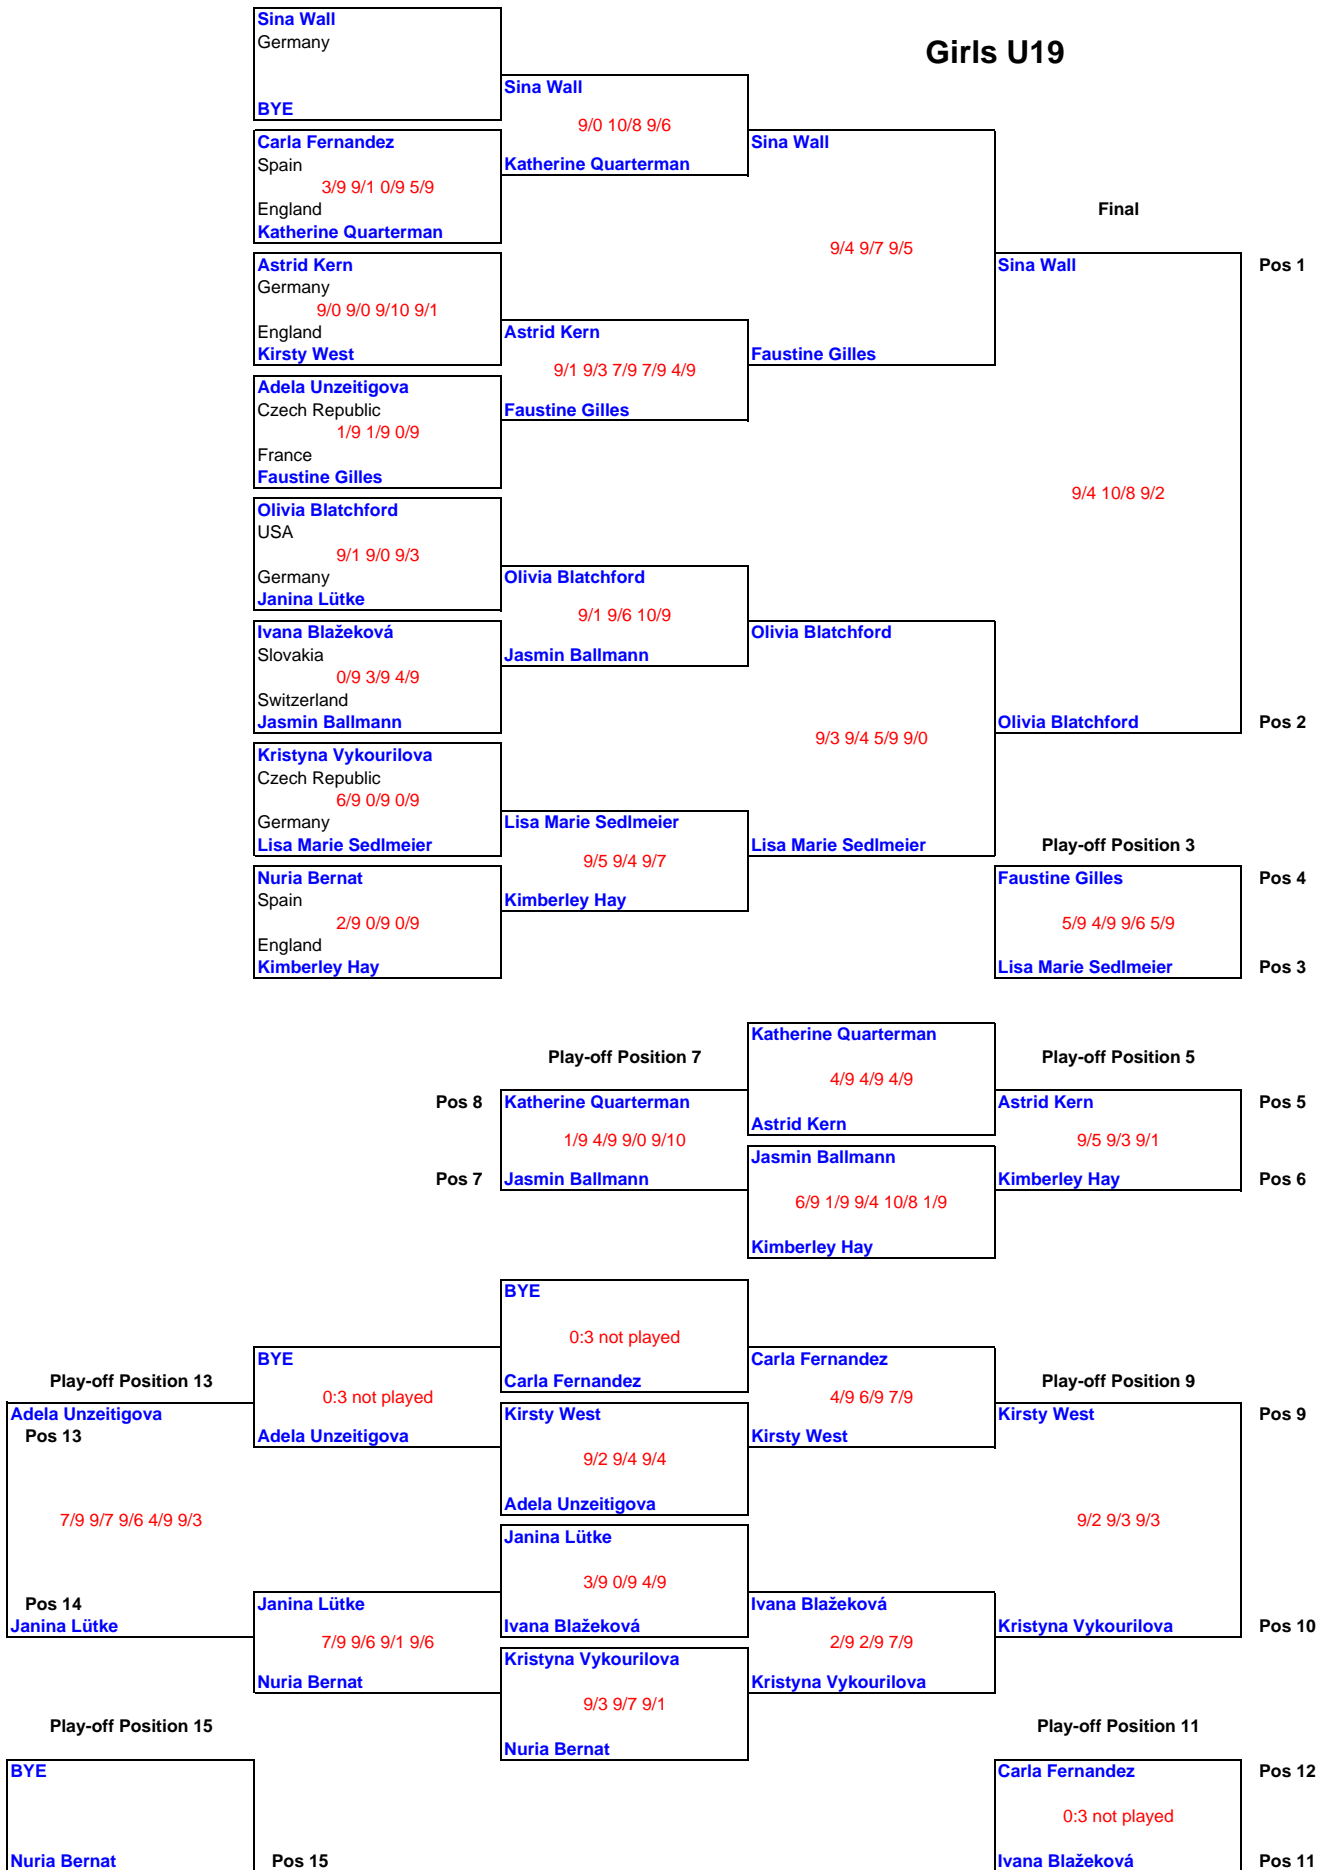 Girls U19
Sina Wall
Germany
BYE
Carla Fernandez
Spain
3/9 9/1 0/9 5/9
England
Katherine Quarterman
Astrid Kern
Germany
9/0 9/0 9/10 9/1
England
Kirsty West
Adela Unzeitigova
Czech Republic
1/9 1/9 0/9
France
Faustine Gilles
Olivia Blatchford
USA
9/1 9/0 9/3
Germany
Janina Lütke
Ivana Blažeková
Slovakia
0/9 3/9 4/9
Switzerland
Jasmin Ballmann
Kristyna Vykourilova
Czech Republic
6/9 0/9 0/9
Germany
Lisa Marie Sedlmeier
Nuria Bernat
Spain
2/9 0/9 0/9
England
Kimberley Hay
Sina Wall
9/0 10/8 9/6
Katherine Quarterman
Astrid Kern
9/1 9/3 7/9 7/9 4/9
Faustine Gilles
Olivia Blatchford
9/1 9/6 10/9
Jasmin Ballmann
Lisa Marie Sedlmeier
9/5 9/4 9/7
Kimberley Hay
Sina Wall
9/4 9/7 9/5
Faustine Gilles
Olivia Blatchford
9/3 9/4 5/9 9/0
Lisa Marie Sedlmeier
Final
Sina Wall
Pos 1
9/4 10/8 9/2
Olivia Blatchford
Pos 2
Play-off Position 3
Faustine Gilles
Pos 4
5/9 4/9 9/6 5/9
Lisa Marie Sedlmeier
Pos 3
Katherine Quarterman
4/9 4/9 4/9
Astrid Kern
Jasmin Ballmann
6/9 1/9 9/4 10/8 1/9
Kimberley Hay
Play-off Position 7
Pos 8
Katherine Quarterman
1/9 4/9 9/0 9/10
Pos 7
Jasmin Ballmann
Play-off Position 5
Astrid Kern
Pos 5
9/5 9/3 9/1
Kimberley Hay
Pos 6
BYE
0:3 not played
Carla Fernandez
Kirsty West
9/2 9/4 9/4
Adela Unzeitigova
Janina Lütke
3/9 0/9 4/9
Ivana Blažeková
Kristyna Vykourilova
9/3 9/7 9/1
Nuria Bernat
Carla Fernandez
4/9 6/9 7/9
Kirsty West
Ivana Blažeková
2/9 2/9 7/9
Kristyna Vykourilova
Play-off Position 9
Kirsty West
Pos 9
9/2 9/3 9/3
Kristyna Vykourilova
Pos 10
BYE
0:3 not played
Adela Unzeitigova
Janina Lütke
7/9 9/6 9/1 9/6
Nuria Bernat
Play-off Position 13
Adela Unzeitigova
Pos 13
7/9 9/7 9/6 4/9 9/3
Pos 14
Janina Lütke
Play-off Position 15
BYE
Nuria Bernat
Pos 15
Play-off Position 11
Carla Fernandez
Pos 12
0:3 not played
Ivana Blažeková
Pos 11